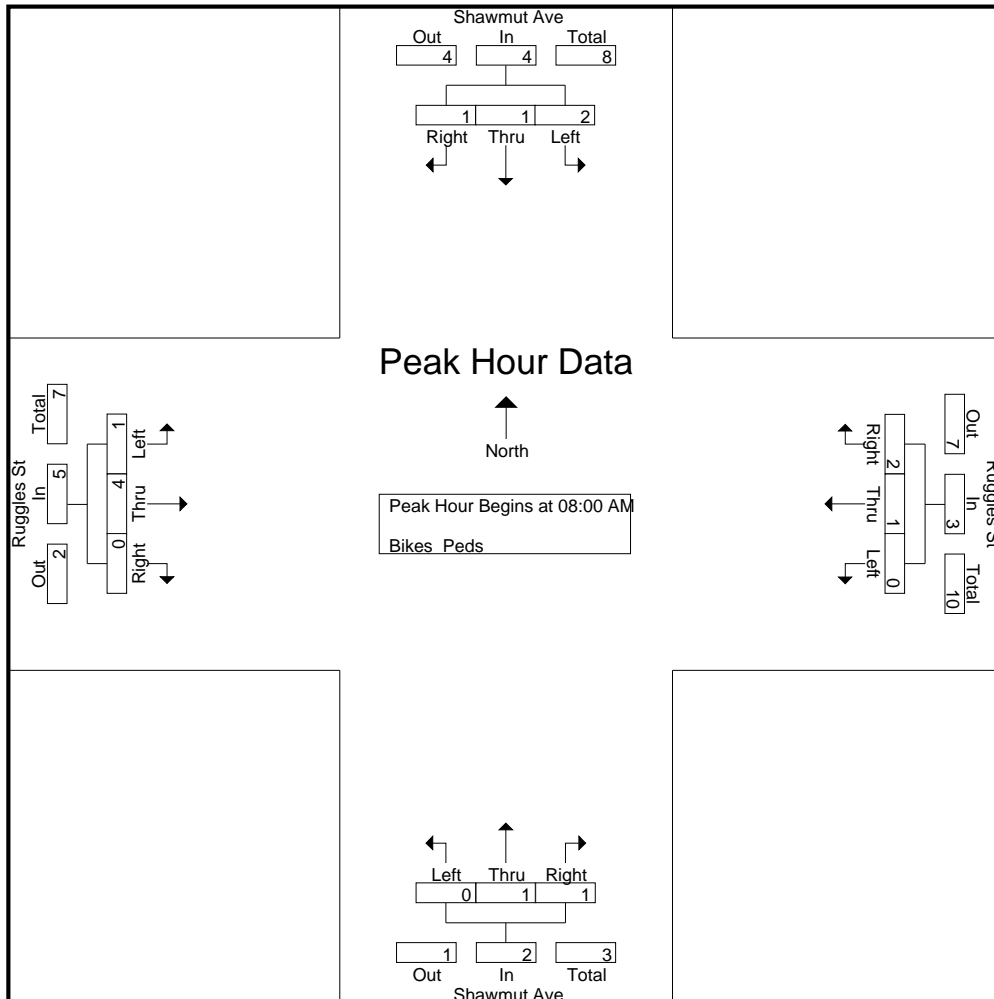 Shawmut Ave
Out In Total
4 4 8
1 1 2
Right Thru Left
Peak Hour Data
North
Peak Hour Begins at 08:00 AM
Bikes Peds
Ruggles St
Total In Out
7 5 2
1 4 0
Left Thru Right
Right Thru Left
2 1 0
Out In Total
7 3 10
Ruggles St
Left Thru Right
0 1 1
1 2 3
Out In Total
Shawmut Ave